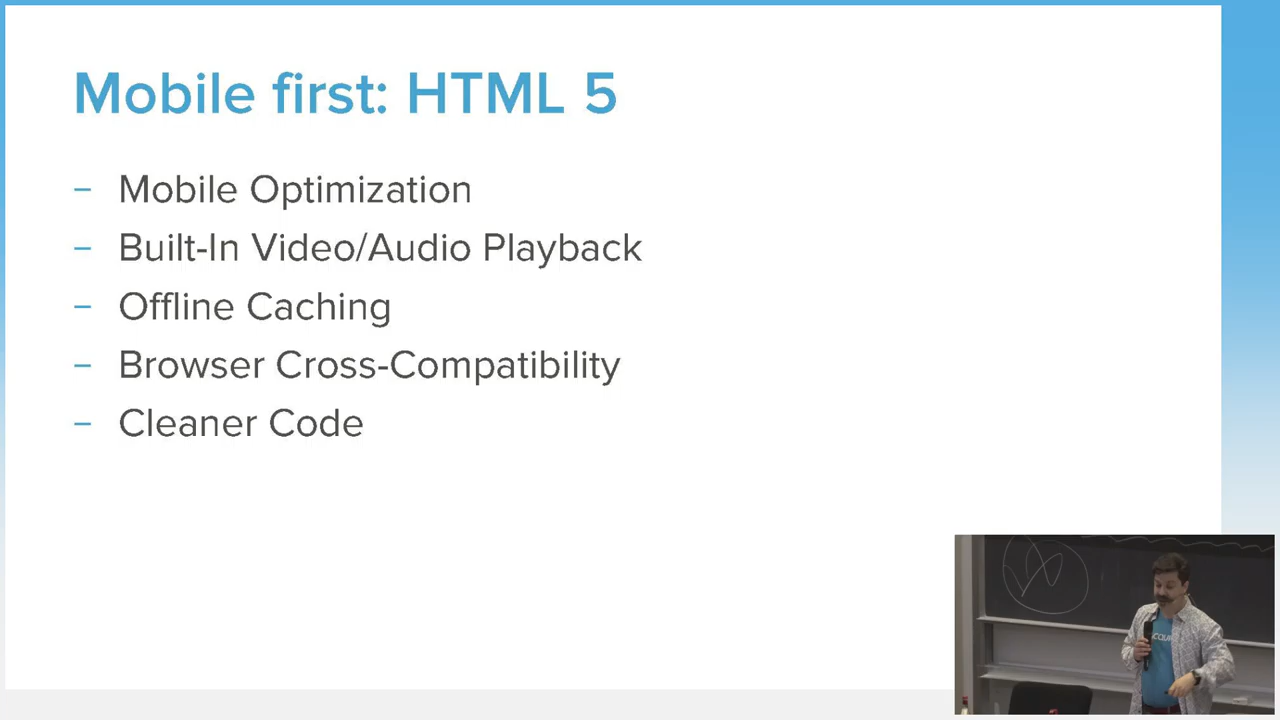 Mobile first: HTML 5
– Mobile Optimization
– Built-In Video/Audio Playback
– Offline Caching
– Browser Cross-Compatibility
– Cleaner Code